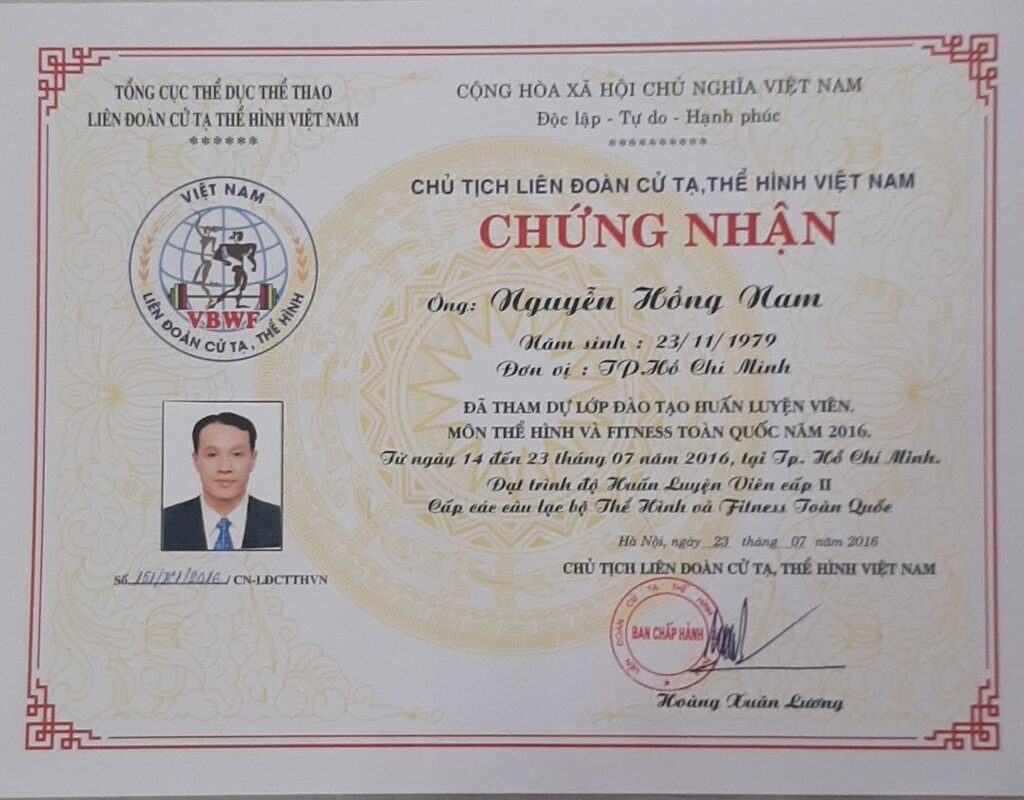 TỔNG CỤC THỂ DỤC THỂ THAO
LIÊN ĐOÀN CỬ TẠ THỂ HÌNH VIỆT NAM
******
CỘNG HÒA XÃ HỘI CHỦ NGHĨA VIỆT NAM
Độc lập - Tự do - Hạnh phúc
**********
VIỆT NAM
VBWF
LIÊN ĐOÀN CỬ TẠ, THỂ HÌNH
CHỦ TỊCH LIÊN ĐOÀN CỬ TẠ,THỂ HÌNH VIỆT NAM
CHỨNG NHẬN
Ông: Nguyễn Hồng Nam
Năm sinh : 23/11/1979
Đơn vị : TP.Hồ Chí Minh
ĐÃ THAM DỰ LỚP ĐÀO TẠO HUẤN LUYỆN VIÊN.
MÔN THỂ HÌNH VÀ FITNESS TOÀN QUỐC NĂM 2016.
Từ ngày 14 đến 23 tháng 07 năm 2016, tại Tp. Hồ Chí Minh.
Đạt trình độ Huấn Luyện Viên cấp II
Cấp các câu lạc bộ Thể Hình và Fitness Toàn Quốc
Hà Nội, ngày 23 tháng 07 năm 2016
CHỦ TỊCH LIÊN ĐOÀN CỬ TẠ, THỂ HÌNH VIỆT NAM
Số / CN-LĐCTTHVN
LIÊN ĐOÀN CỬ TẠ THỂ HÌNH
BAN CHẤP HÀNH
Hoàng Xuân Lương